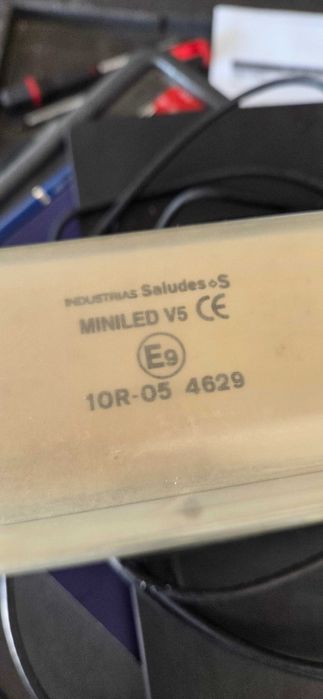 INDUSTRIAS Saludes S
MINILED V5 CE
E9
10R-05 4629